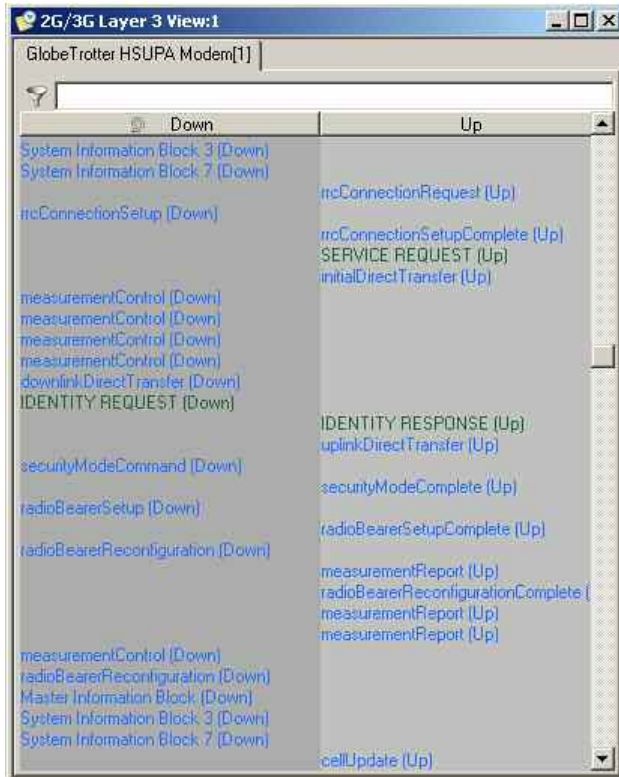 2G/3G Layer 3 View:1
GlobeTrotter HSUPA Modem[1]
Down Up
System Information Block 3 (Down)
System Information Block 7 (Down)
rrcConnectionRequest (Up)
rrcConnectionSetup (Down)
rrcConnectionSetupComplete (Up)
SERVICE REQUEST (Up)
initialDirectTransfer (Up)
measurementControl (Down)
measurementControl (Down)
measurementControl (Down)
measurementControl (Down)
downlinkDirectTransfer (Down)
IDENTITY REQUEST (Down)
IDENTITY RESPONSE (Up)
uplinkDirectTransfer (Up)
securityModeCommand (Down)
securityModeComplete (Up)
radioBearerSetup (Down)
radioBearerSetupComplete (Up)
radioBearerReconfiguration (Down)
measurementReport (Up)
radioBearerReconfigurationComplete (
measurementReport (Up)
measurementReport (Up)
measurementControl (Down)
radioBearerReconfiguration (Down)
Master Information Block (Down)
System Information Block 3 (Down)
System Information Block 7 (Down)
cellUpdate (Up)